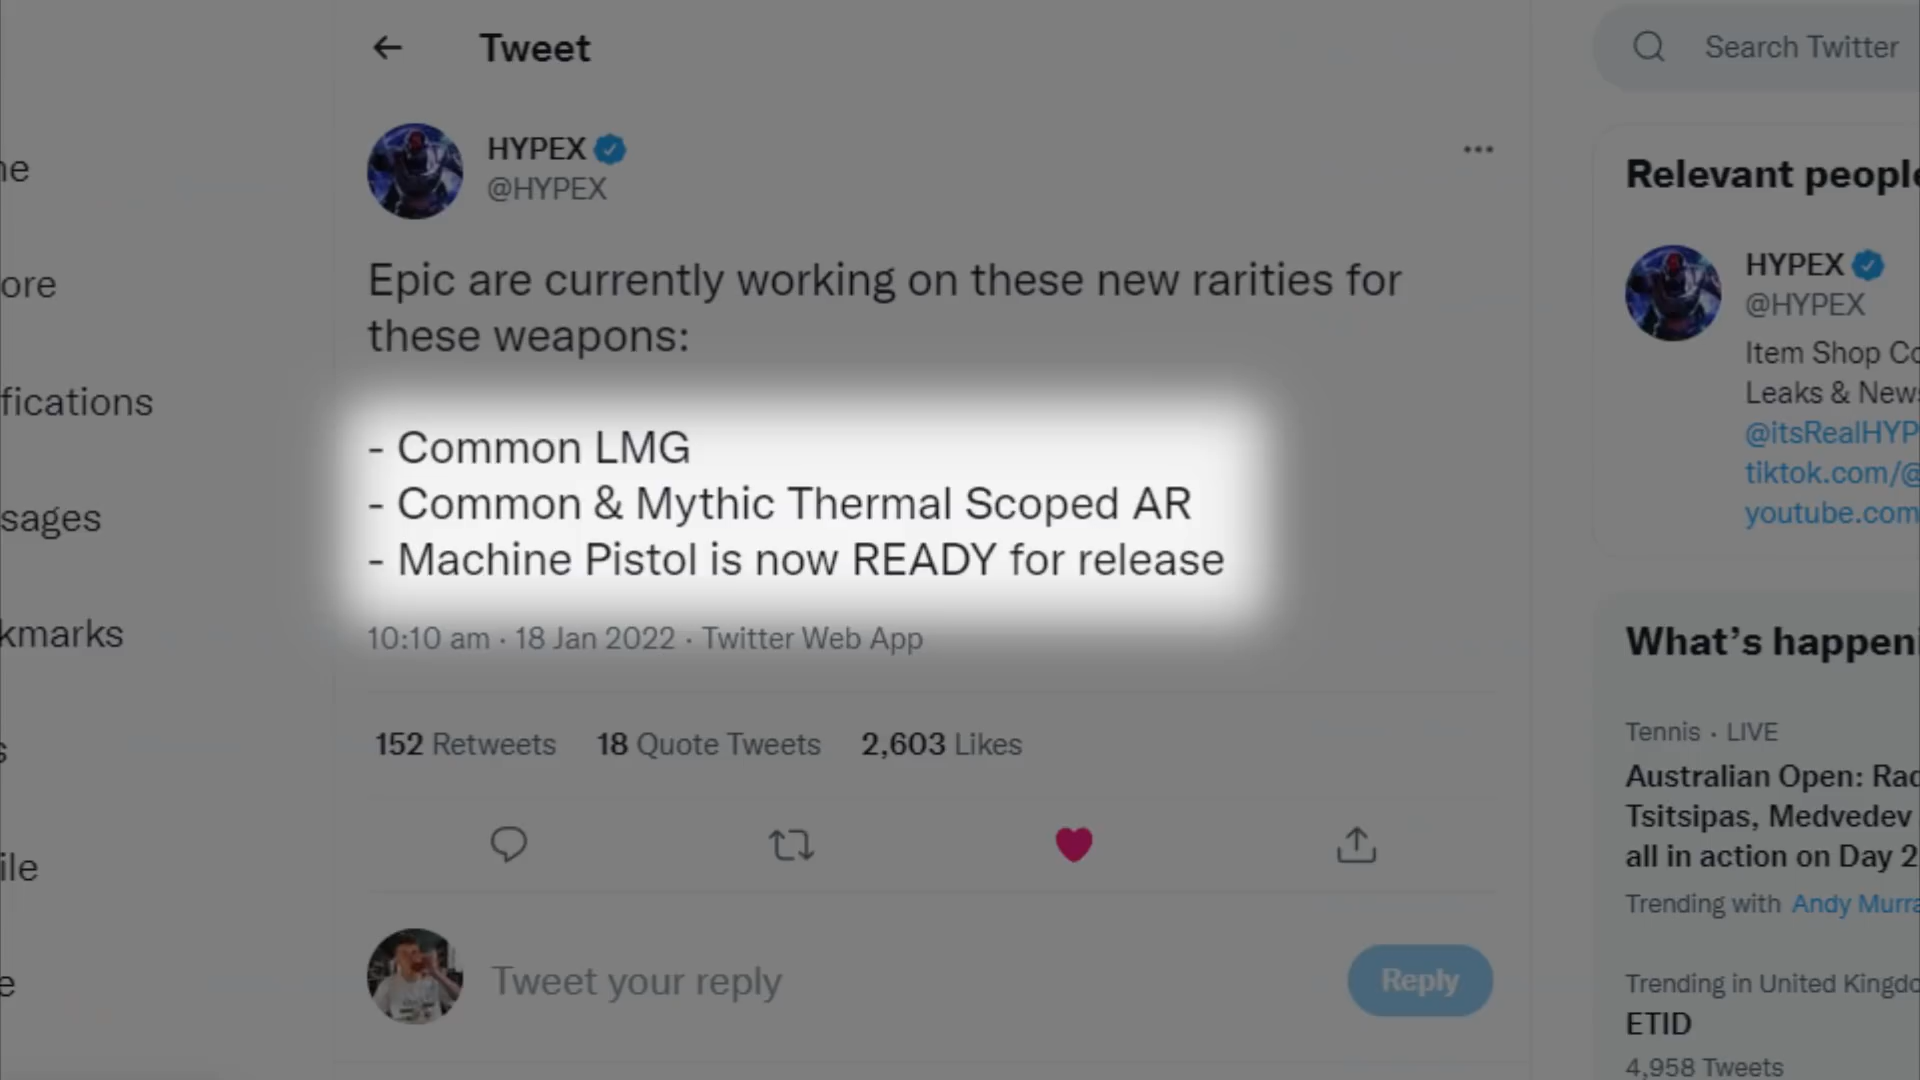 Tweet
Search Twitter
HYPEX
@HYPEX
Epic are currently working on these new rarities for
these weapons:
- Common LMG
- Common & Mythic Thermal Scoped AR
- Machine Pistol is now READY for release
10:10 am · 18 Jan 2022 · Twitter Web App
152 Retweets 18 Quote Tweets 2,603 Likes
Tweet your reply
Reply
ne
ore
fications
sages
kmarks
s
ile
e
Relevant people
HYPEX
@HYPEX
Item Shop Co
Leaks & News
@itsRealHYP
tiktok.com/@
youtube.com
What's happeni
Tennis · LIVE
Australian Open: Rad
Tsitsipas, Medvedev
all in action on Day 2
Trending with Andy Murra
Trending in United Kingdo
ETID
4,958 Tweets